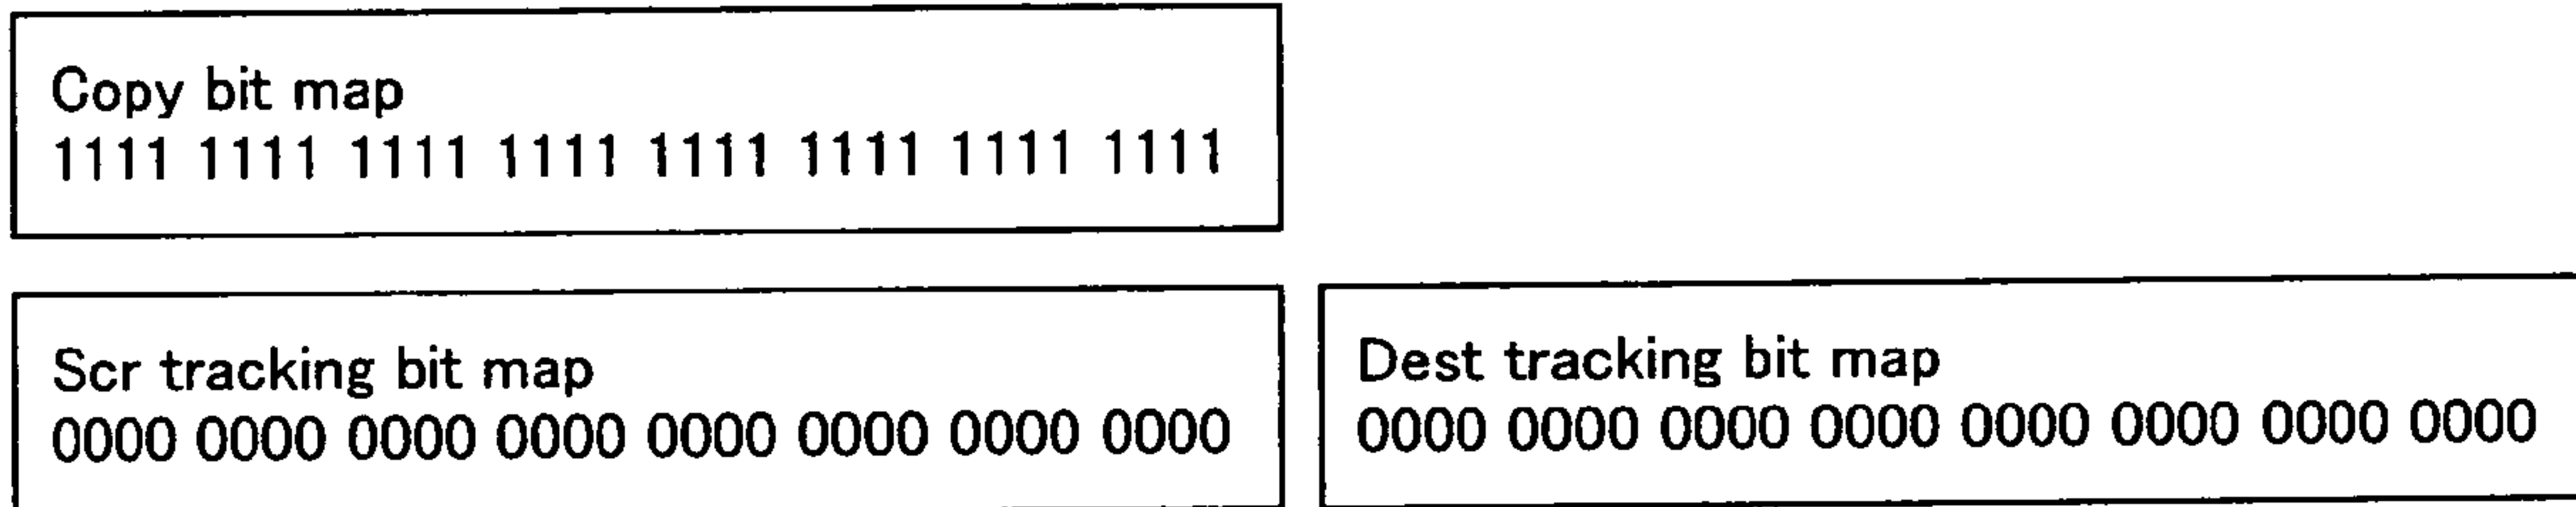 Copy bit map
1111 1111 1111 1111 1111 1111 1111 1111
Scr tracking bit map
0000 0000 0000 0000 0000 0000 0000 0000
Dest tracking bit map
0000 0000 0000 0000 0000 0000 0000 0000